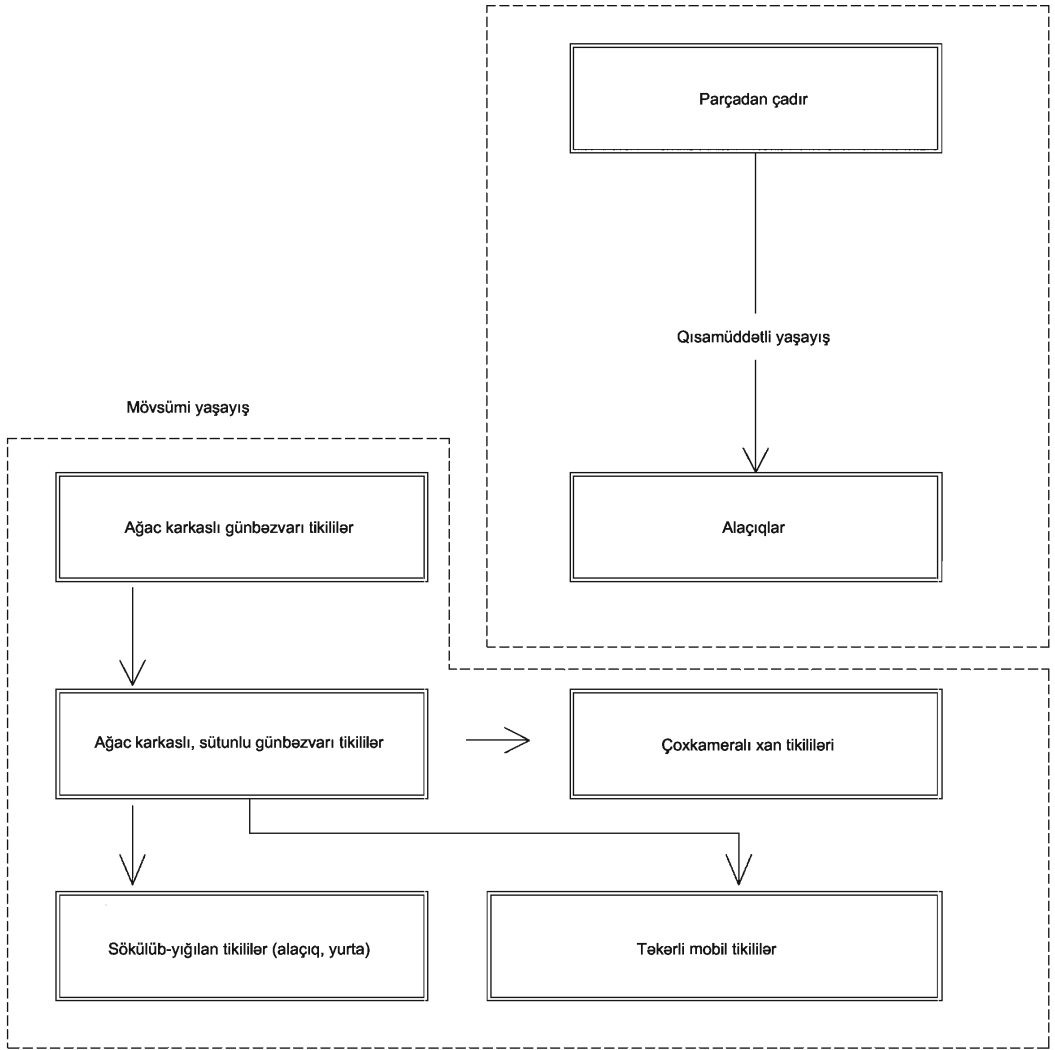 Parçadan çadır
Qısamüddətli yaşayış
Alaçıqlar
Mövsümi yaşayış
Ağac karkaslı günbəzvarı tikililər
Ağac karkaslı, sütunlu günbəzvarı tikililər
Çoxkameralı xan tikililəri
Sökülüb-yığılan tikililər (alaçıq, yurta)
Təkərli mobil tikililər